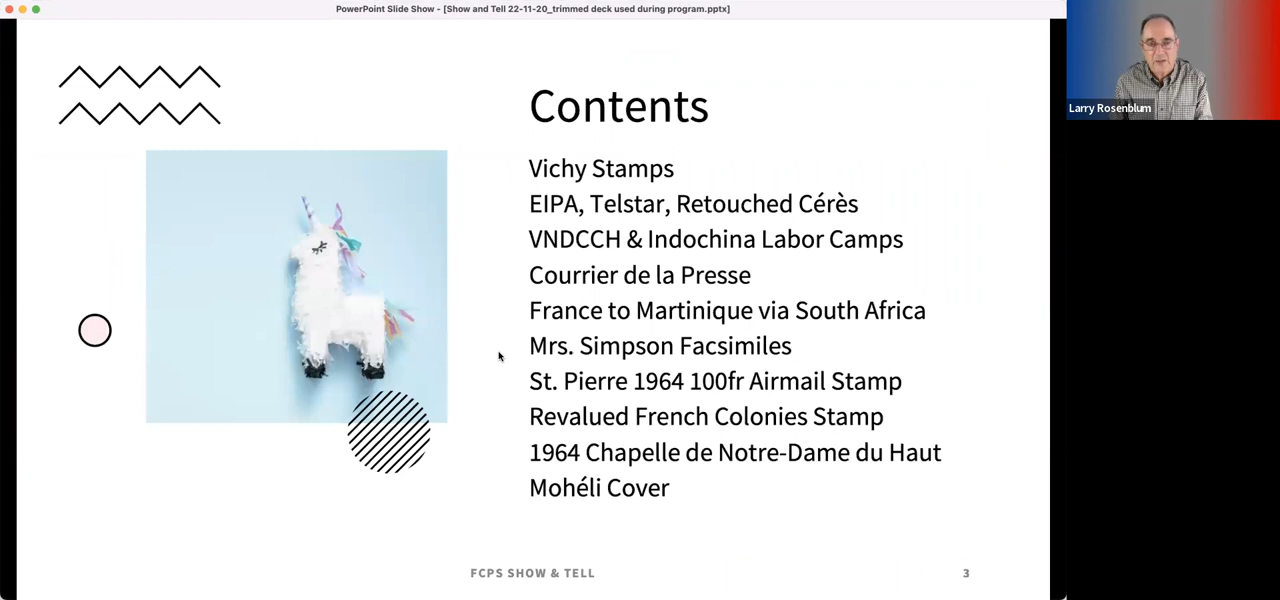 PowerPoint Slide Show - [Show and Tell 22-11-20_trimmed deck used during program.pptx]
Larry Rosenblum
Contents
Vichy Stamps
EIPA, Telstar, Retouched Cérès
VNDCCH & Indochina Labor Camps
Courrier de la Presse
France to Martinique via South Africa
Mrs. Simpson Facsimiles
St. Pierre 1964 100fr Airmail Stamp
Revalued French Colonies Stamp
1964 Chapelle de Notre-Dame du Haut
Mohéli Cover
FCPS SHOW & TELL
3